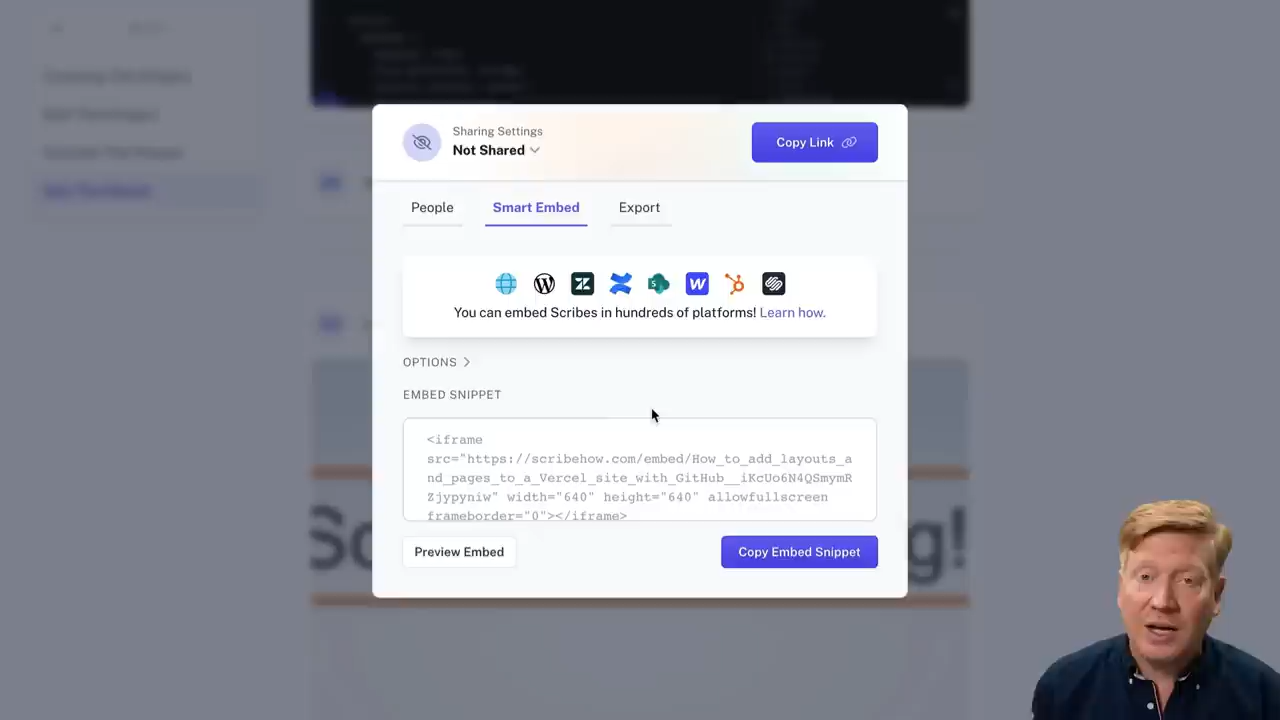 Sharing Settings
Not Shared
Copy Link
People
Smart Embed
Export
You can embed Scribes in hundreds of platforms! Learn how.
OPTIONS
EMBED SNIPPET
<iframe
src="https://scribehow.com/embed/How_to_add_layouts_a
nd_pages_to_a_Vercel_site_with_GitHub__iKcUo6N4QSmymR
Zjypyniw" width="640" height="640" allowfullscreen
frameborder="0"></iframe>
Preview Embed
Copy Embed Snippet